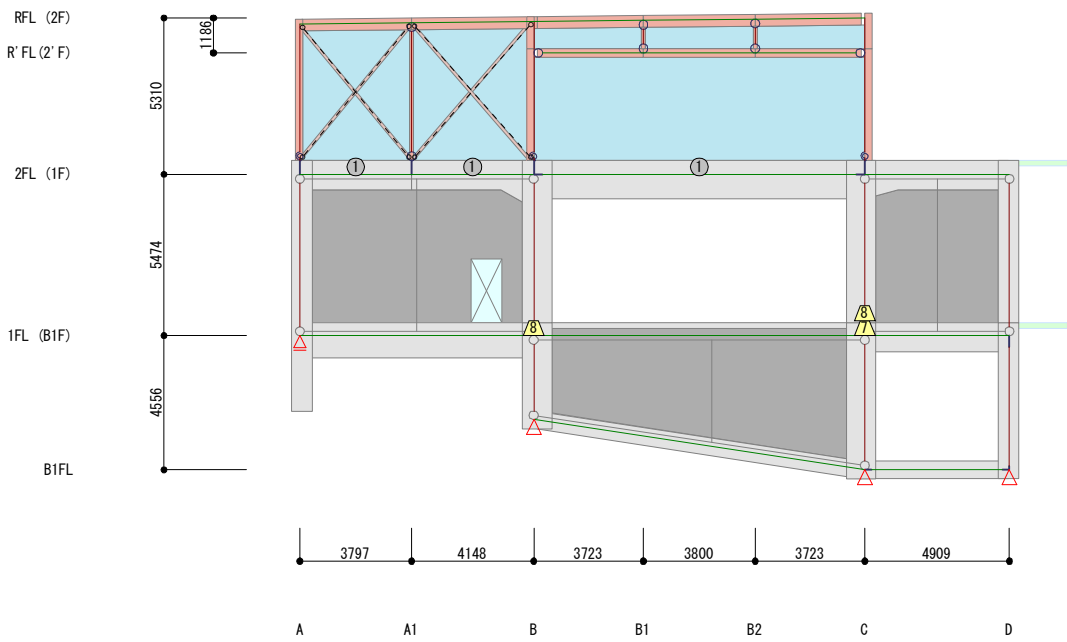 RFL (2F)
1186
R'FL(2'F)
5310
2FL (1F)
1
1
1
5474
8
1FL (B1F)
8
7
4556
B1FL
3797
4148
3723
3800
3723
4909
A
A1
B
B1
B2
C
D